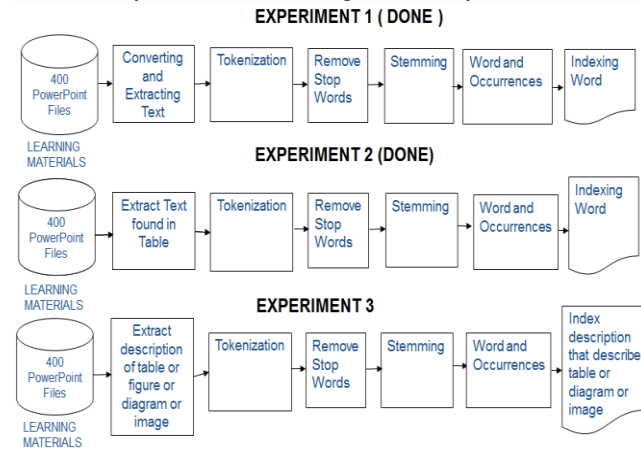 EXPERIMENT 1 ( DONE )
400
PowerPoint
Files
LEARNING
MATERIALS
Converting
and
Extracting
Text
Tokenization
Remove
Stop
Words
Stemming
Word and
Occurrences
Indexing
Word
EXPERIMENT 2 (DONE)
400
PowerPoint
Files
LEARNING
MATERIALS
Extract Text
found in
Table
Tokenization
Remove
Stop
Words
Stemming
Word and
Occurrences
Indexing
Word
EXPERIMENT 3
400
PowerPoint
Files
LEARNING
MATERIALS
Extract
description
of table or
figure or
diagram or
image
Tokenization
Remove
Stop
Words
Stemming
Word and
Occurrences
Index
description
that describe
table or
diagram or
image